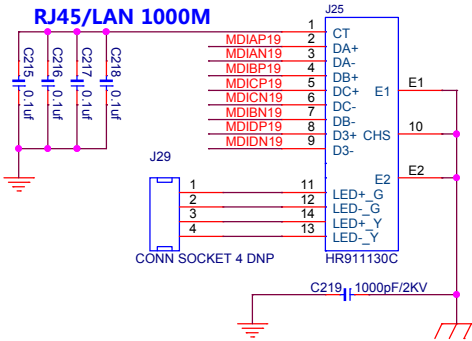 RJ45/LAN 1000M
J25
C215 0.1uf
C216 0.1uf
C217 0.1uf
C218 0.1uf
1 CT
MDIAP19 2 DA+
MDIAN19 3 DA-
MDIBP19 4 DB+
MDICP19 5 DC+ E1 E1
MDICN19 6 DC-
MDIBN19 7 DB-
MDIDP19 8 D3+ CHS 10
MDIDN19 9 D3-
J29
E2 E2
1 11 LED+_G
2 12 LED-_G
3 14 LED+_Y
4 13 LED-_Y
CONN SOCKET 4 DNP
HR911130C
C219 1000pF/2KV